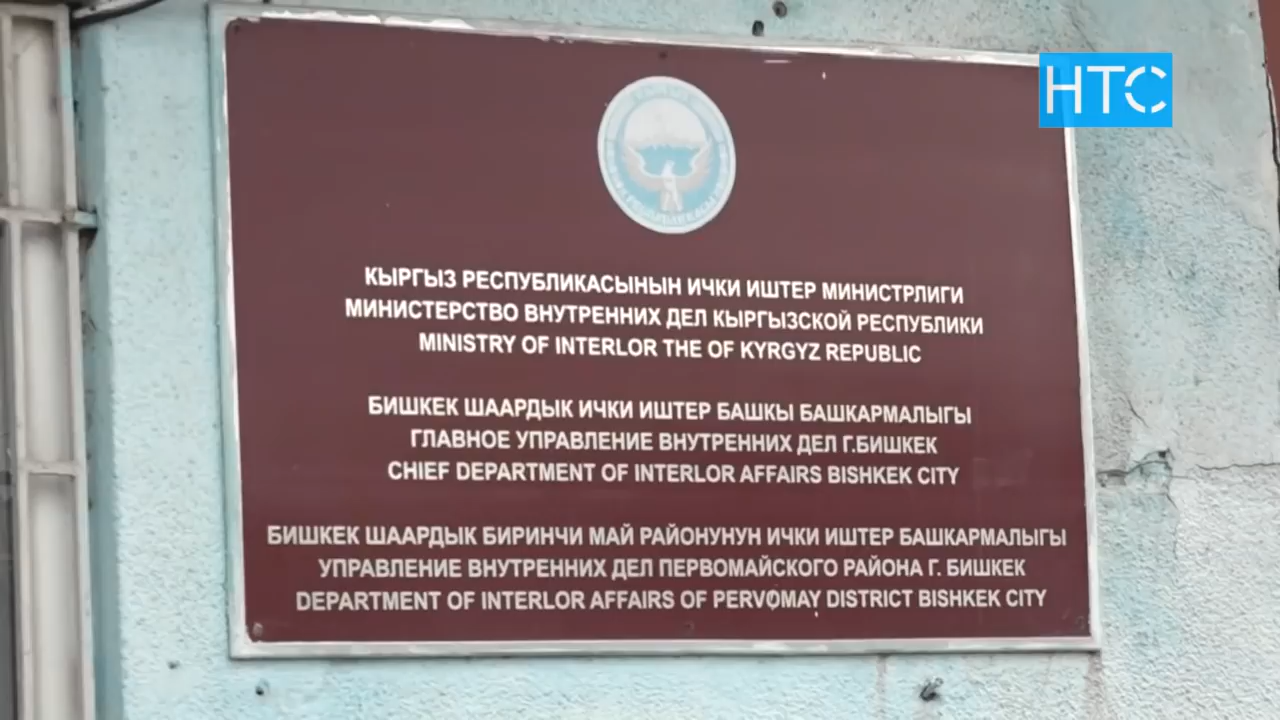 НТС
КЫРГЫЗ РЕСПУБЛИКАСЫНЫН ИЧКИ ИШТЕР МИНИСТРЛИГИ
МИНИСТЕРСТВО ВНУТРЕННИХ ДЕЛ КЫРГЫЗСКОЙ РЕСПУБЛИКИ
MINISTRY OF INTERLOR THE OF KYRGYZ REPUBLIC
БИШКЕК ШААРДЫК ИЧКИ ИШТЕР БАШКЫ БАШКАРМАЛЫГЫ
ГЛАВНОЕ УПРАВЛЕНИЕ ВНУТРЕННИХ ДЕЛ Г.БИШКЕК
CHIEF DEPARTMENT OF INTERLOR AFFAIRS BISHKEK CITY
БИШКЕК ШААРДЫК БИРИНЧИ МАЙ РАЙОНУНУН ИЧКИ ИШТЕР БАШКАРМАЛЫГЫ
УПРАВЛЕНИЕ ВНУТРЕННИХ ДЕЛ ПЕРВОМАЙСКОГО РАЙОНА Г. БИШКЕК
DEPARTMENT OF INTERLOR AFFAIRS OF PERVOMAY DISTRICT BISHKEK CITY